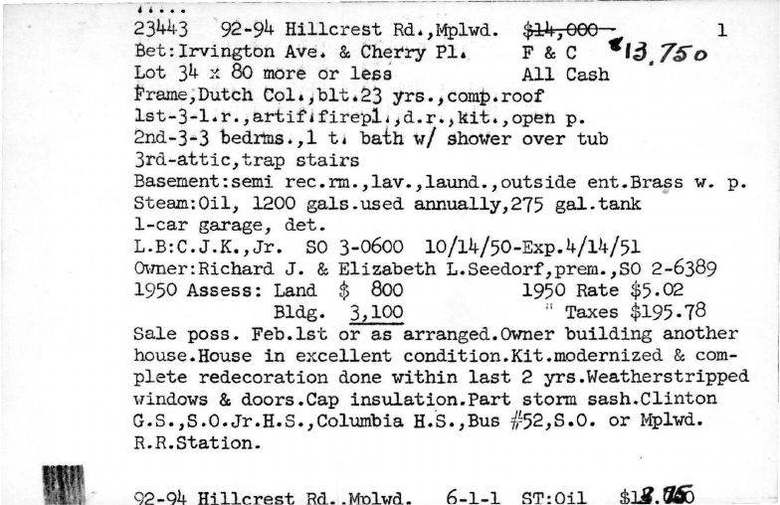 23443 92-94 Hillcrest Rd.,Mplwd. $14,000 1
Bet:Irvington Ave. & Cherry Pl. F & C $13,750
Lot 34 x 80 more or less All Cash
Frame,Dutch Col.,blt.23 yrs.,comp.roof
1st-3-l.r.,artif.firepl.,d.r.,kit.,open p.
2nd-3-3 bedrms.,1 t. bath w/ shower over tub
3rd-attic,trap stairs
Basement:semi rec.rm.,lav.,laund.,outside ent.Brass w. p.
Steam:Oil, 1200 gals.used annually,275 gal.tank
1-car garage, det.
L.B:C.J.K.,Jr. SO 3-0600 10/14/50-Exp.4/14/51
Owner:Richard J. & Elizabeth L.Seedorf,prem.,SO 2-6389
1950 Assess: Land $ 800 1950 Rate $5.02
Bldg. 3,100 " Taxes $195.78
Sale poss. Feb.1st or as arranged.Owner building another
house.House in excellent condition.Kit.modernized & com-
plete redecoration done within last 2 yrs.Weatherstripped
windows & doors.Cap insulation.Part storm sash.Clinton
G.S.,S.O.Jr.H.S.,Columbia H.S.,Bus #52,S.O. or Mplwd.
R.R.Station.
92-94 Hillcrest Rd.,Mplwd. 6-1-1 ST:Oil